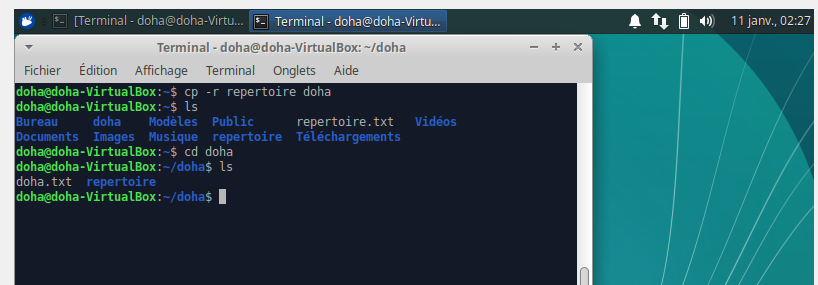 [Terminal - doha@doha-Virtu...
Terminal - doha@doha-Virtu...
11 janv., 02:27
Terminal - doha@doha-VirtualBox: ~/doha
Fichier Édition Affichage Terminal Onglets Aide
doha@doha-VirtualBox:~$ cp -r repertoire doha
doha@doha-VirtualBox:~$ ls
Bureau doha Modèles Public repertoire.txt Vidéos
Documents Images Musique repertoire Téléchargements
doha@doha-VirtualBox:~$ cd doha
doha@doha-VirtualBox:~/doha$ ls
doha.txt repertoire
doha@doha-VirtualBox:~/doha$